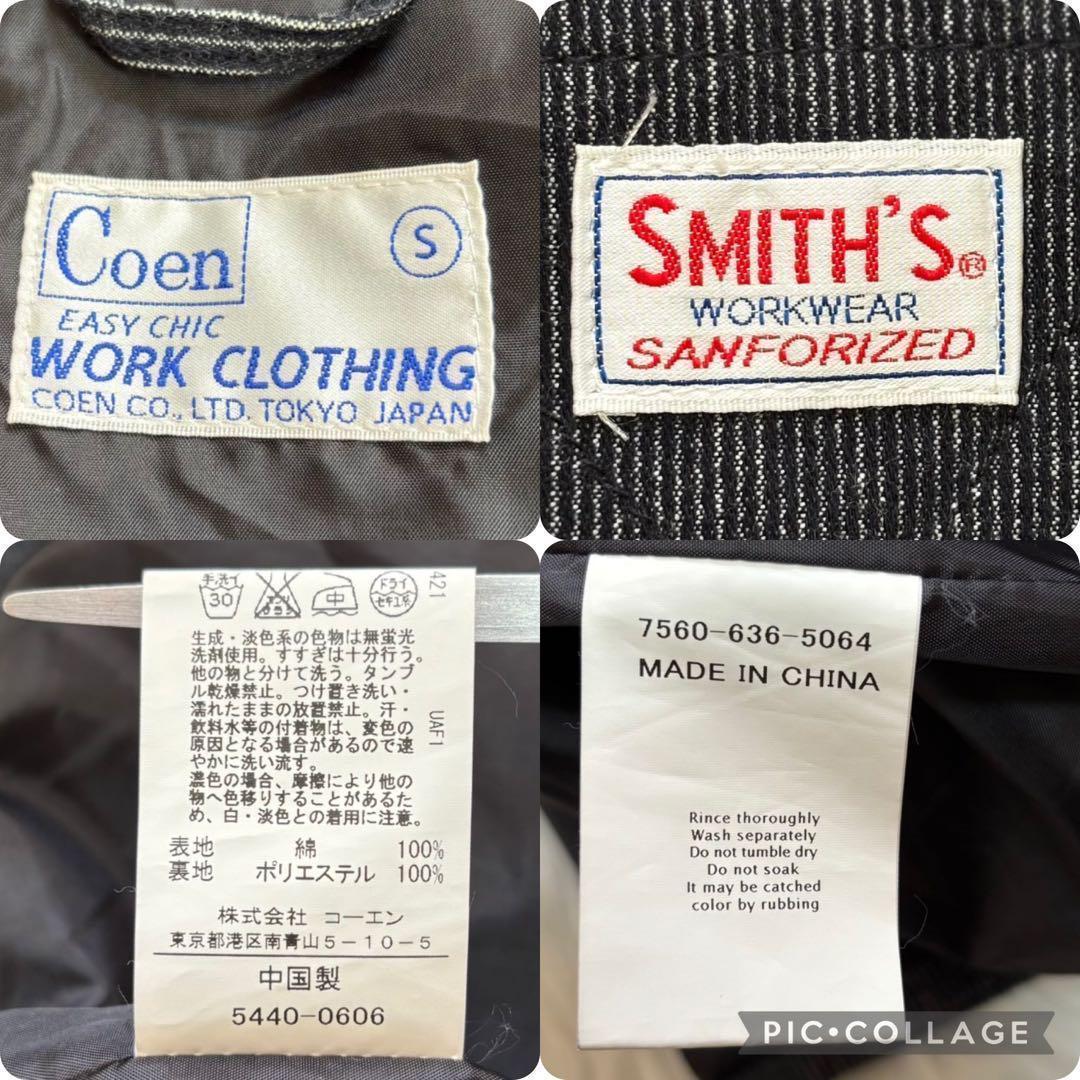 Coen
S
EASY CHIC
WORK CLOTHING
COEN CO., LTD. TOKYO JAPAN
SMITH'S®
WORKWEAR
SANFORIZED
手洗イ
30
中
ドライ
セキユ系
421
生成・淡色系の色物は無蛍光
洗剤使用。すすぎは十分行う。
他の物と分けて洗う。タンブ
ル乾燥禁止。つけ置き洗い・
濡れたままの放置禁止。汗・
飲料水等の付着物は、変色の
原因となる場合があるので速
やかに洗い流す。
濃色の場合、摩擦により他の
物へ色移りすることがあるた
め、白・淡色との着用に注意。
UAF1
表地 綿 100%
裏地 ポリエステル 100%
株式会社 コーエン
東京都港区南青山5-10-5
中国製
5440-0606
7560-636-5064
MADE IN CHINA
Rince thoroughly
Wash separately
Do not tumble dry
Do not soak
It may be catched
color by rubbing
PIC•COLLAGE